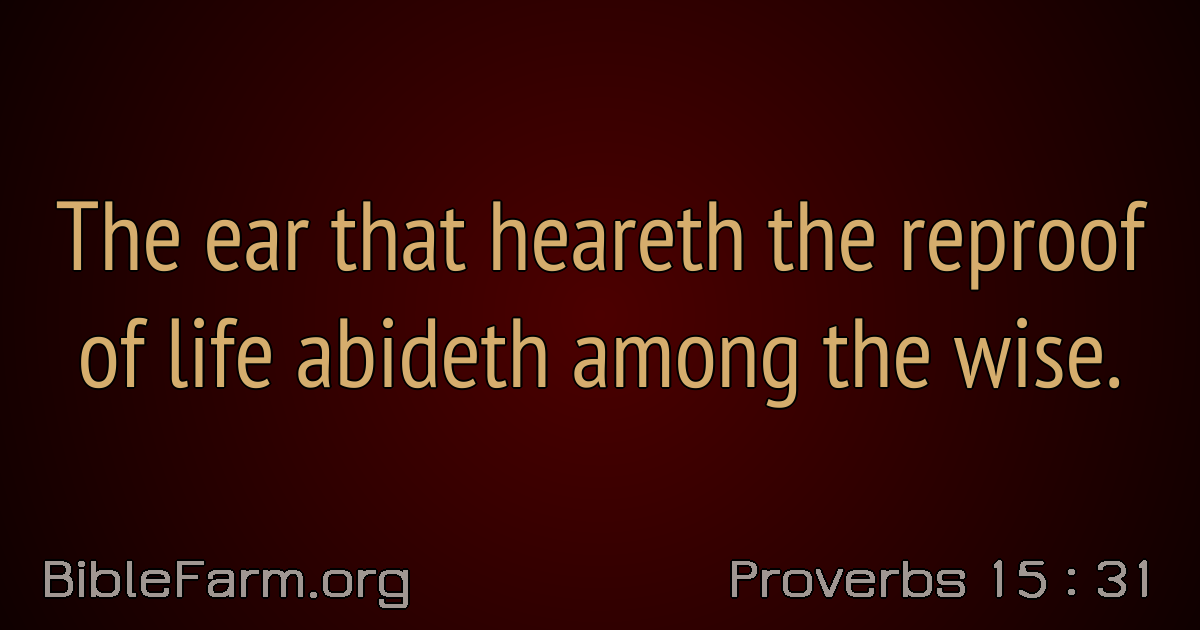 The ear that heareth the reproof
of life abideth among the wise.
BibleFarm.org
Proverbs 15 : 31